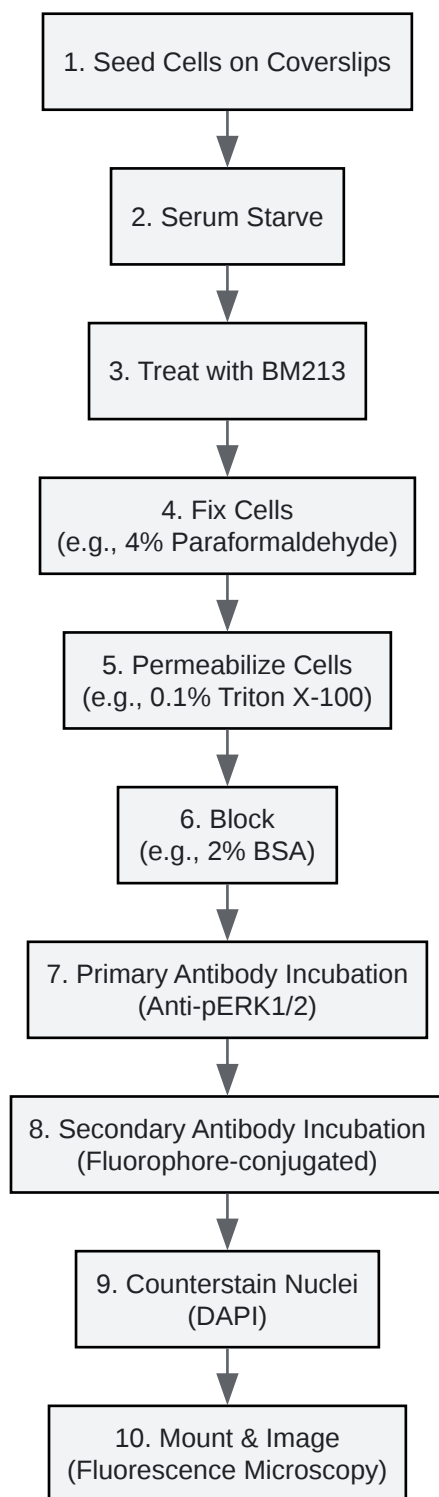 1. Seed Cells on Coverslips
2. Serum Starve
3. Treat with BM213
4. Fix Cells
(e.g., 4% Paraformaldehyde)
5. Permeabilize Cells
(e.g., 0.1% Triton X-100)
6. Block
(e.g., 2% BSA)
7. Primary Antibody Incubation
(Anti-pERK1/2)
8. Secondary Antibody Incubation
(Fluorophore-conjugated)
9. Counterstain Nuclei
(DAPI)
10. Mount & Image
(Fluorescence Microscopy)